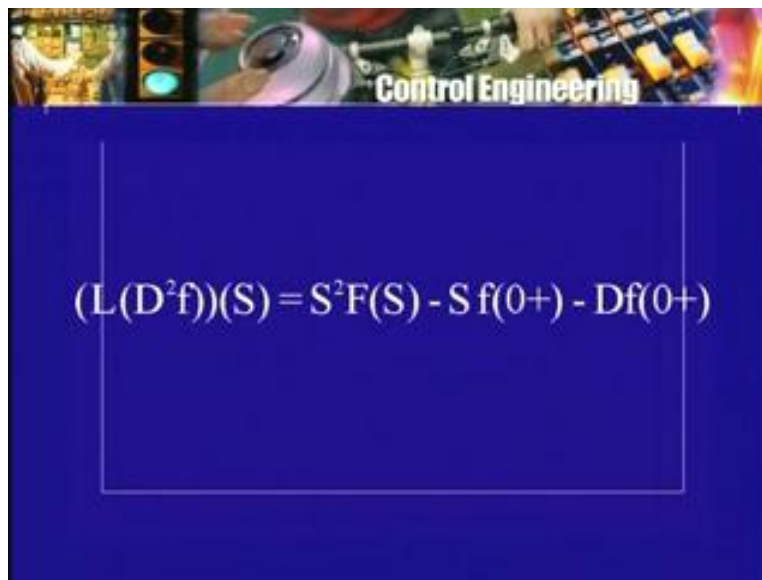 Control Engineering
(L(D²f))(S) = S²F(S) - S f(0+) - Df(0+)